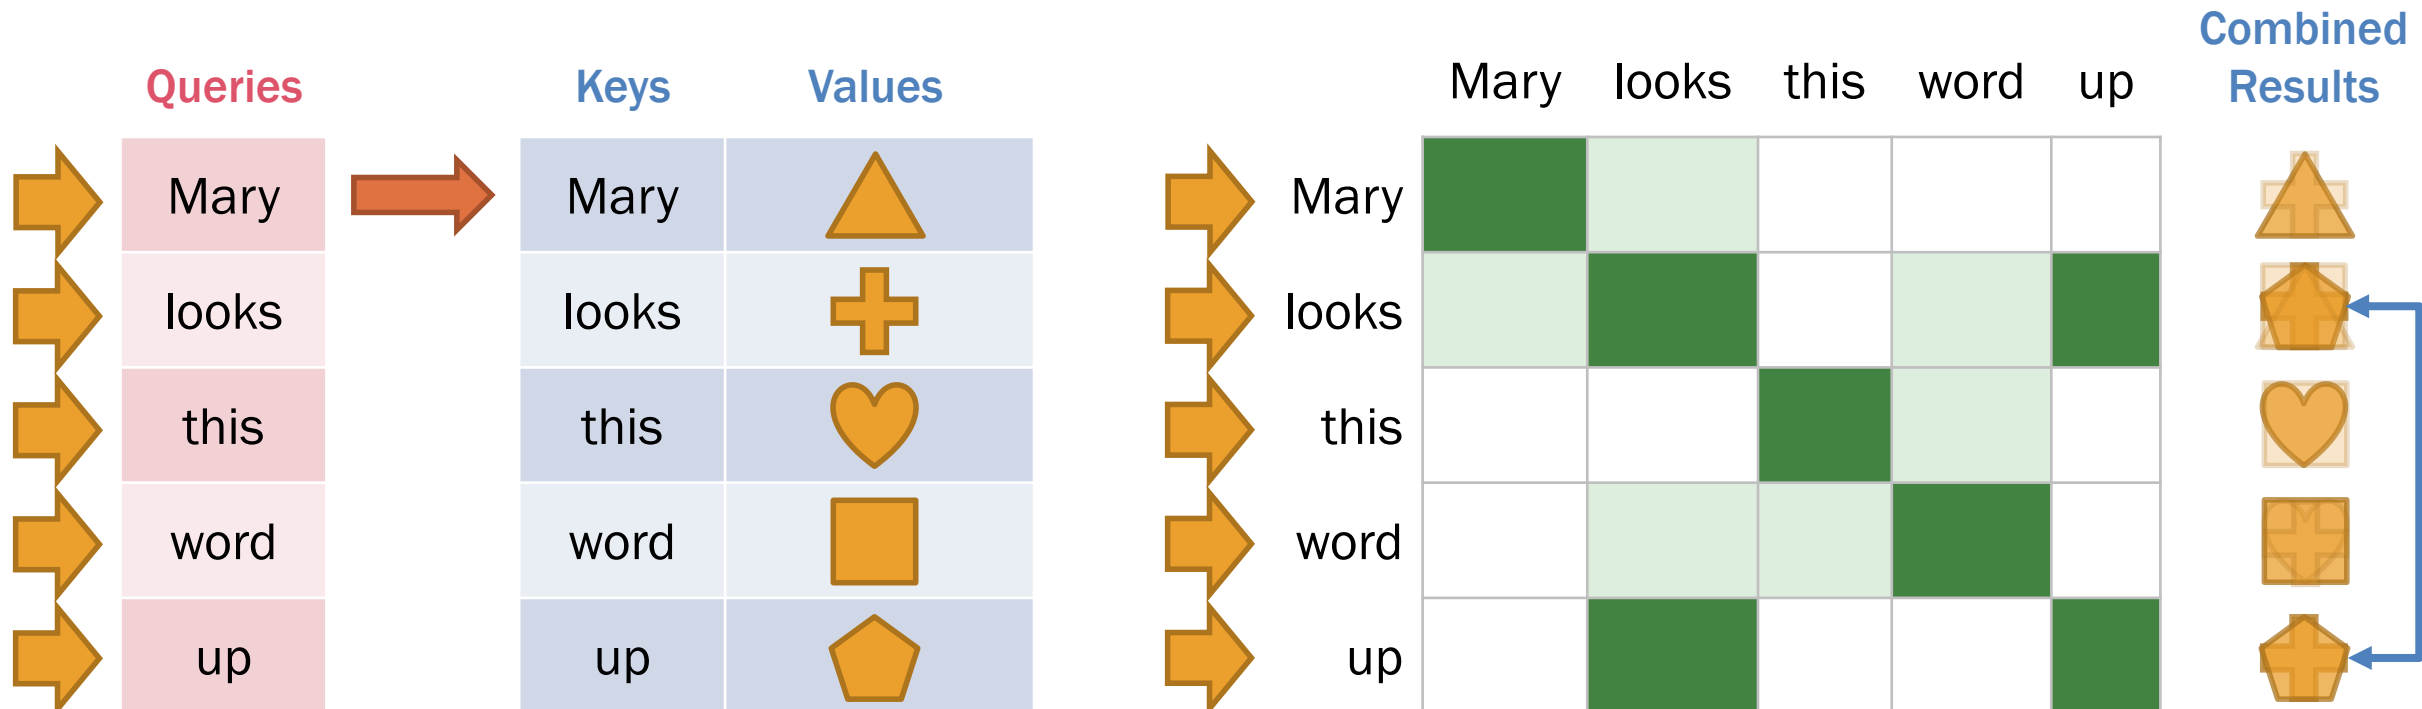 Combined
Results
Queries Keys Values Mary looks this word up
Mary Mary Mary
looks looks looks
this this this
word word word
up up up